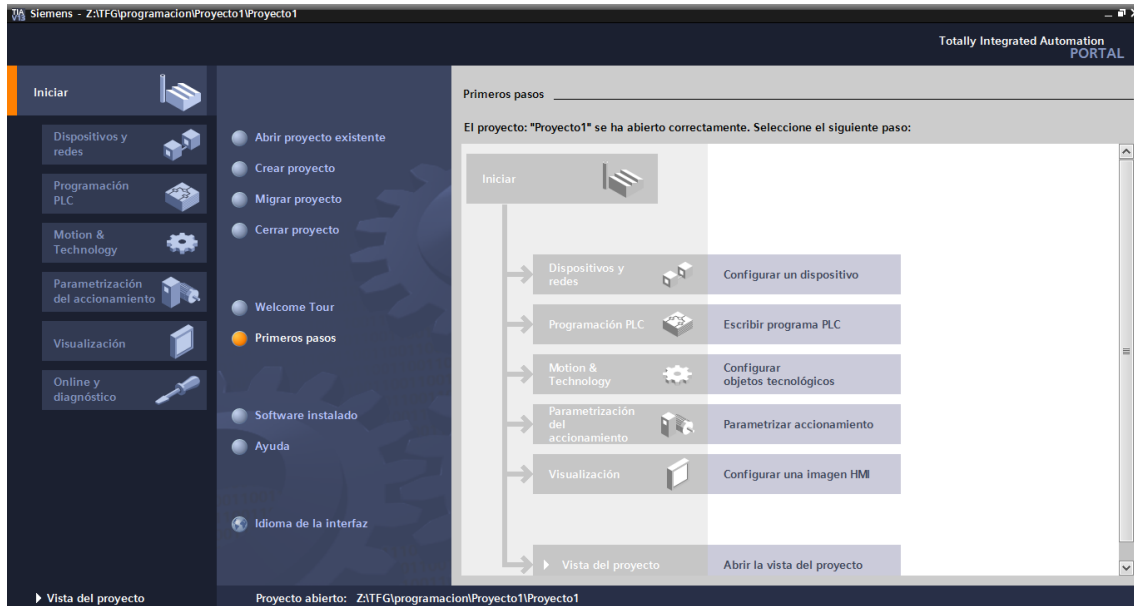 Siemens - Z:\TFG\programacion\Proyecto1\Proyecto1
Totally Integrated Automation
PORTAL
Iniciar
Dispositivos y
redes
Programación
PLC
Motion &
Technology
Parametrización
del accionamiento
Visualización
Online y
diagnóstico
Abrir proyecto existente
Crear proyecto
Migrar proyecto
Cerrar proyecto
Welcome Tour
Primeros pasos
Software instalado
Ayuda
Idioma de la interfaz
Primeros pasos
El proyecto: "Proyecto1" se ha abierto correctamente. Seleccione el siguiente paso:
Iniciar
Dispositivos y
redes
Configurar un dispositivo
Programación PLC
Escribir programa PLC
Motion &
Technology
Configurar
objetos tecnológicos
Parametrización
del
accionamiento
Parametrizar accionamiento
Visualización
Configurar una imagen HMI
Vista del proyecto
Abrir la vista del proyecto
Vista del proyecto
Proyecto abierto: Z:\TFG\programacion\Proyecto1\Proyecto1